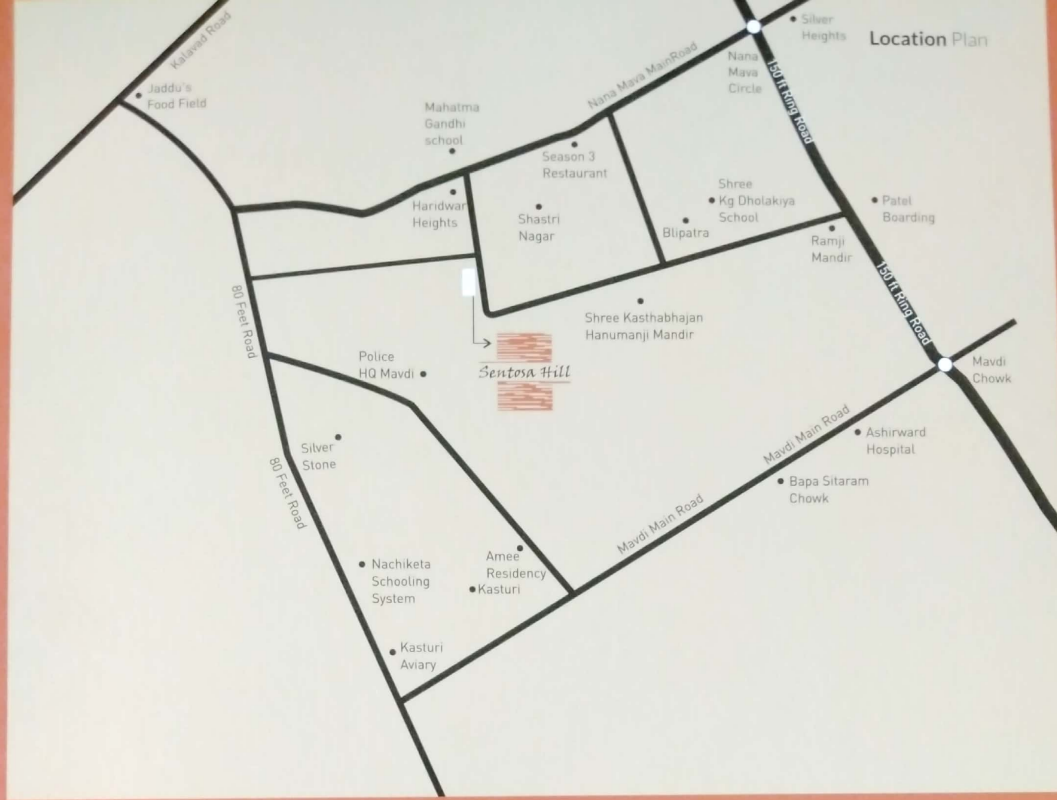 Location Plan
Silver
Heights
Kalavad Road
Nana Mava MainRoad
Nana
Mava
Circle
150 ft Ring Road
Jaddu's
Food Field
Mahatma
Gandhi
school
Season 3
Restaurant
Haridwar
Heights
Shastri
Nagar
Shree
Kg Dholakiya
School
Blipatra
Patel
Boarding
Ramji
Mandir
150 ft Ring Road
80 Feet Road
Shree Kasthabhajan
Hanumanji Mandir
Police
HQ Mavdi
Sentosa Hill
Mavdi
Chowk
Silver
Stone
Mavdi Main Road
Ashirward
Hospital
80 Feet Road
Bapa Sitaram
Chowk
Mavdi Main Road
Nachiketa
Schooling
System
Amee
Residency
Kasturi
Kasturi
Aviary